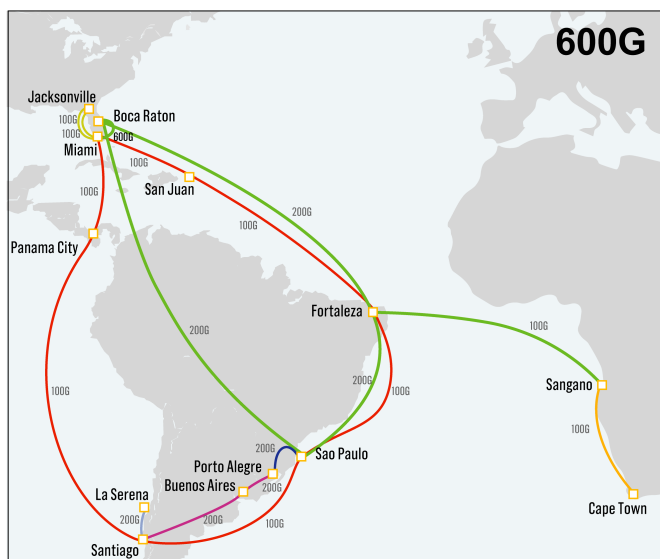 600G
Jacksonville
100G
Boca Raton
100G
600G
Miami
100G
San Juan
100G
200G
100G
Panama City
Fortaleza
100G
200G
200G
100G
100G
Sangano
100G
200G
Sao Paulo
Porto Alegre
200G
Buenos Aires
La Serena
200G
200G
100G
Santiago
Cape Town